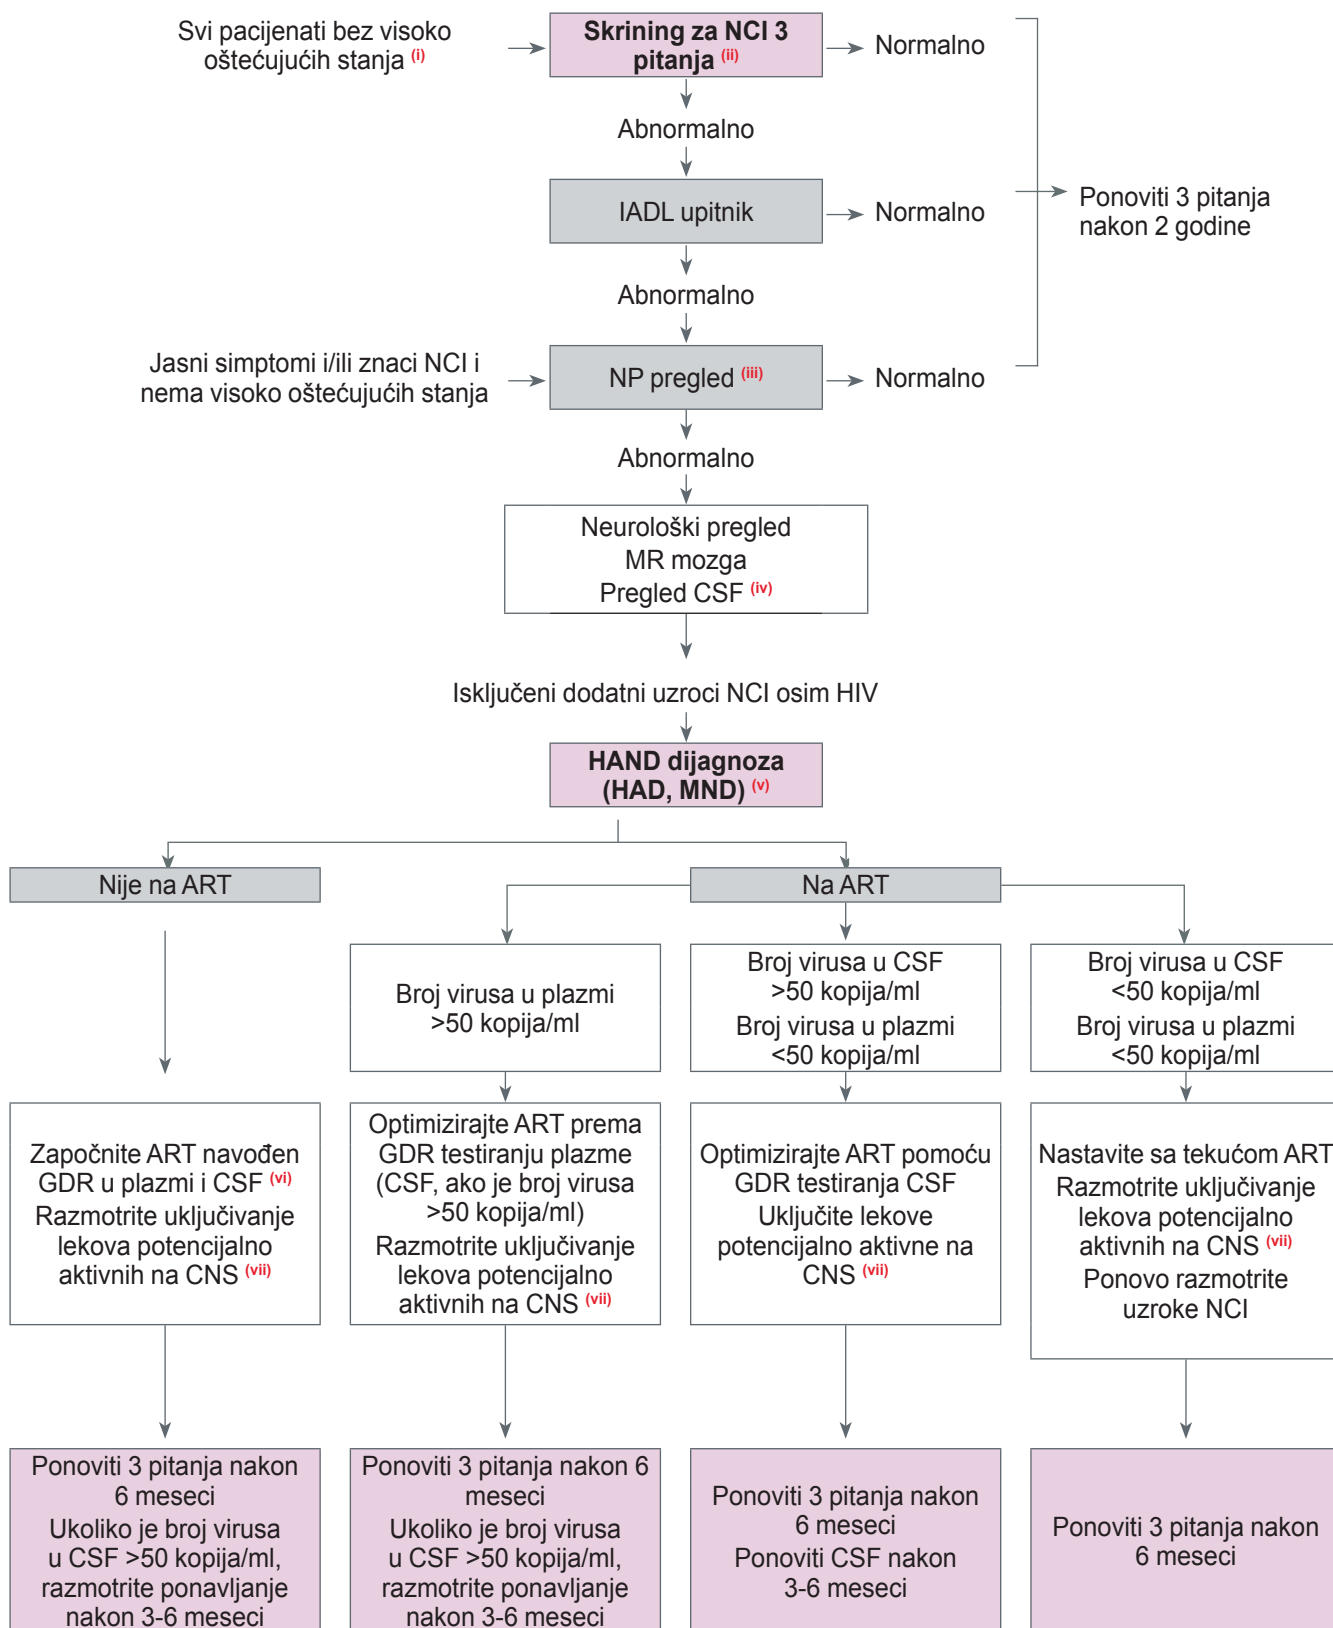 Svi pacijenati bez visoko
oštećujućih stanja (i)
Skrining za NCI 3
pitanja (ii)
Normalno
Abnormalno
IADL upitnik
Normalno
Ponoviti 3 pitanja
nakon 2 godine
Abnormalno
Jasni simptomi i/ili znaci NCI i
nema visoko oštećujućih stanja
NP pregled (iii)
Normalno
Abnormalno
Neurološki pregled
MR mozga
Pregled CSF (iv)
Isključeni dodatni uzroci NCI osim HIV
HAND dijagnoza
(HAD, MND) (v)
Nije na ART
Na ART
Broj virusa u plazmi
>50 kopija/ml
Broj virusa u CSF
>50 kopija/ml
Broj virusa u plazmi
<50 kopija/ml
Broj virusa u CSF
<50 kopija/ml
Broj virusa u plazmi
<50 kopija/ml
Započnite ART navođen
GDR u plazmi i CSF (vi)
Razmotrite uključivanje
lekova potencijalno
aktivnih na CNS (vii)
Optimizirajte ART prema
GDR testiranju plazme
(CSF, ako je broj virusa
>50 kopija/ml)
Razmotrite uključivanje
lekova potencijalno
aktivnih na CNS (vii)
Optimizirajte ART pomoću
GDR testiranja CSF
Uključite lekove
potencijalno aktivne na
CNS (vii)
Nastavite sa tekućom ART
Razmotrite uključivanje
lekova potencijalno
aktivnih na CNS (vii)
Ponovo razmotrite
uzroke NCI
Ponoviti 3 pitanja nakon
6 meseci
Ukoliko je broj virusa
u CSF >50 kopija/ml,
razmotrite ponavljanje
nakon 3-6 meseci
Ponoviti 3 pitanja nakon 6
meseci
Ukoliko je broj virusa
u CSF >50 kopija/ml,
razmotrite ponavljanje
nakon 3-6 meseci
Ponoviti 3 pitanja nakon
6 meseci
Ponoviti CSF nakon
3-6 meseci
Ponoviti 3 pitanja nakon
6 meseci